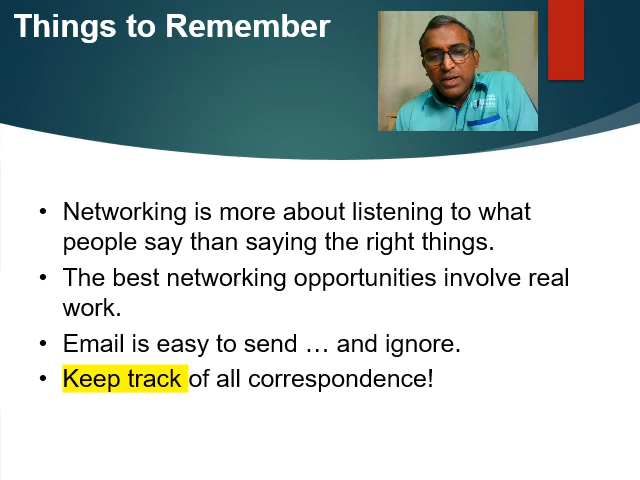 Things to Remember
• Networking is more about listening to what
people say than saying the right things.
• The best networking opportunities involve real
work.
• Email is easy to send … and ignore.
• Keep track of all correspondence!